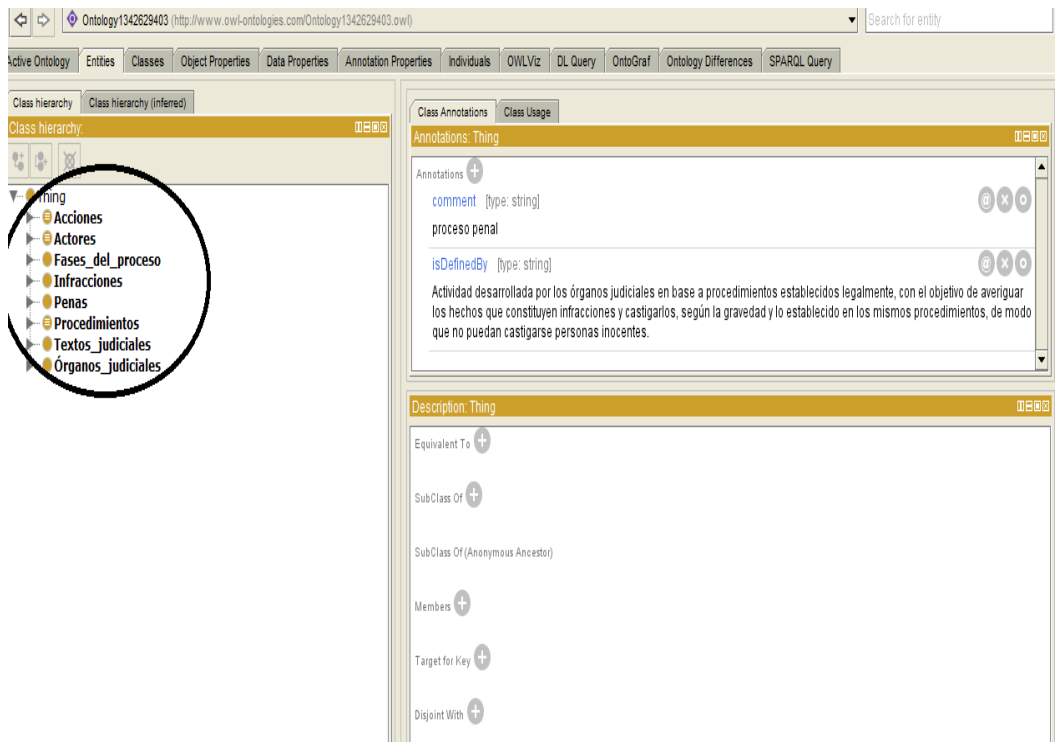 Ontology1342629403 (http://www.owl-ontologies.com/Ontology1342629403.owl)
Search for entity
Active Ontology Entities Classes Object Properties Data Properties Annotation Properties Individuals OWLViz DL Query OntoGraf Ontology Differences SPARQL Query
Class hierarchy Class hierarchy (inferred)
Class hierarchy:
Thing
Acciones
Actores
Fases_del_proceso
Infracciones
Penas
Procedimientos
Textos_judiciales
Órganos_judiciales
Class Annotations Class Usage
Annotations: Thing
Annotations
comment [type: string]
proceso penal
isDefinedBy [type: string]
Actividad desarrollada por los órganos judiciales en base a procedimientos establecidos legalmente, con el objetivo de averiguar
los hechos que constituyen infracciones y castigarlos, según la gravedad y lo establecido en los mismos procedimientos, de modo
que no puedan castigarse personas inocentes.
Description: Thing
Equivalent To
SubClass Of
SubClass Of (Anonymous Ancestor)
Members
Target for Key
Disjoint With